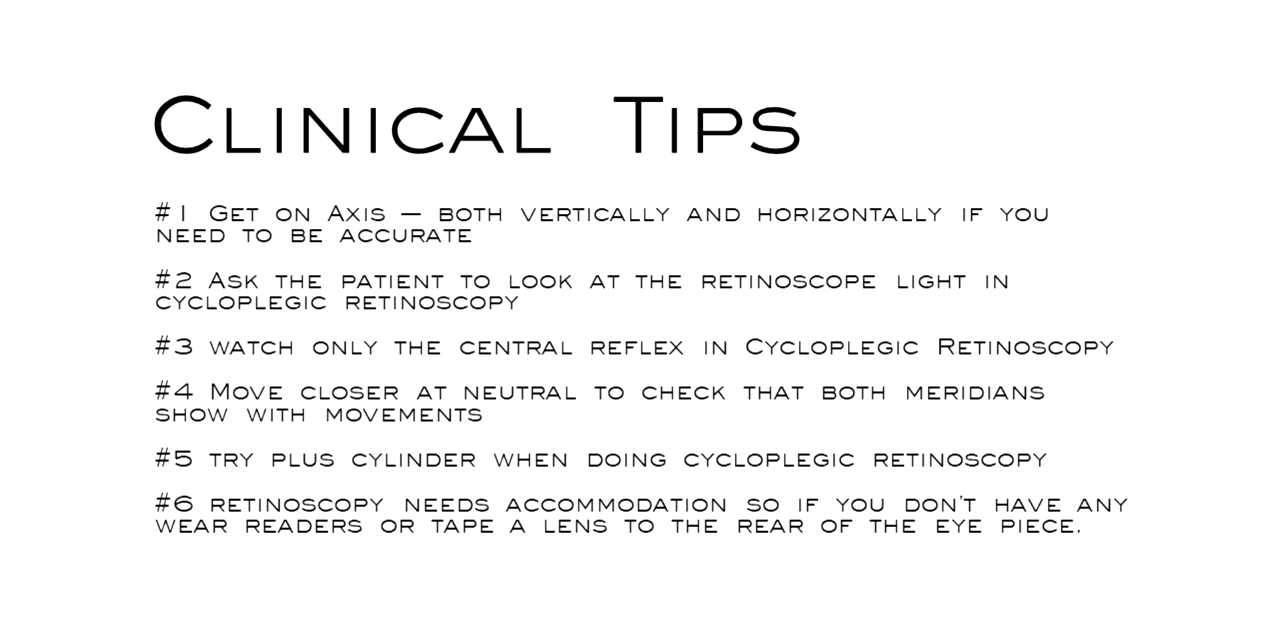 Clinical Tips
#1 Get on Axis – both vertically and horizontally if you
need to be accurate
#2 Ask the patient to look at the retinoscope light in
cycloplegic retinoscopy
#3 watch only the central reflex in Cycloplegic Retinoscopy
#4 Move closer at neutral to check that both meridians
show with movements
#5 try plus cylinder when doing cycloplegic retinoscopy
#6 retinoscopy needs accommodation so if you don't have any
wear readers or tape a lens to the rear of the eye piece.